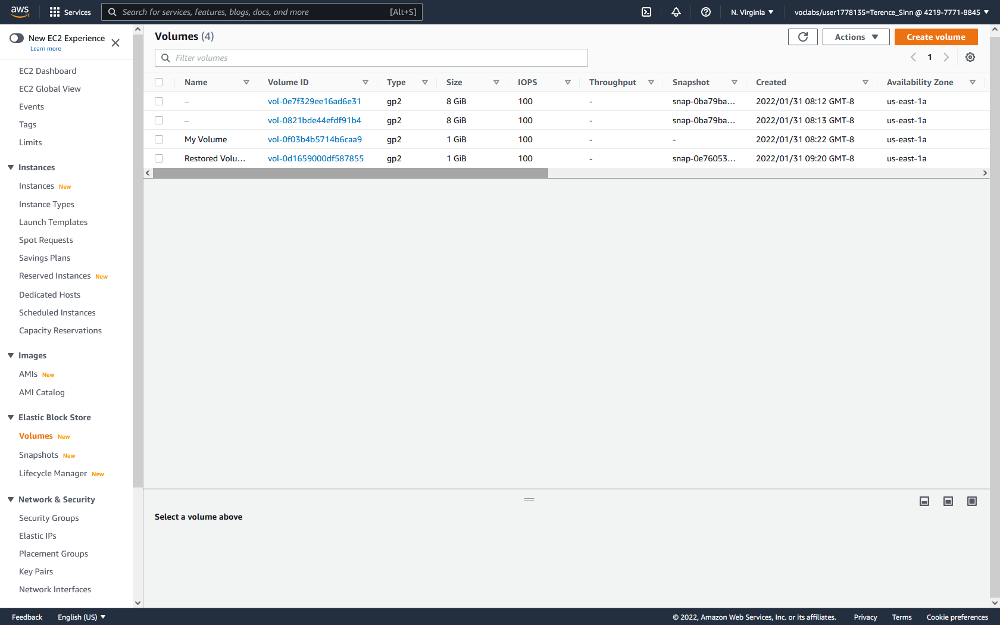 aws Services Search for services, features, blogs, docs, and more [Alt+S] N. Virginia ▼ voclabs/user1778135=Terence_Sinn @ 4219-7771-8845 ▼
New EC2 Experience
Learn more
EC2 Dashboard
EC2 Global View
Events
Tags
Limits
Instances
Instances New
Instance Types
Launch Templates
Spot Requests
Savings Plans
Reserved Instances New
Dedicated Hosts
Scheduled Instances
Capacity Reservations
Images
AMIs New
AMI Catalog
Elastic Block Store
Volumes New
Snapshots New
Lifecycle Manager New
Network & Security
Security Groups
Elastic IPs
Placement Groups
Key Pairs
Network Interfaces
Volumes (4) Actions ▼ Create volume
Filter volumes 1
Name Volume ID Type Size IOPS Throughput Snapshot Created Availability Zone
– vol-0e7f329ee16ad6e31 gp2 8 GiB 100 - snap-0ba79ba... 2022/01/31 08:12 GMT-8 us-east-1a
– vol-0821bde44efdf91b4 gp2 8 GiB 100 - snap-0ba79ba... 2022/01/31 08:13 GMT-8 us-east-1a
My Volume vol-0f03b4b5714b6caa9 gp2 1 GiB 100 - - 2022/01/31 08:22 GMT-8 us-east-1a
Restored Volu... vol-0d1659000df587855 gp2 1 GiB 100 - snap-0e76053... 2022/01/31 09:20 GMT-8 us-east-1a
Select a volume above
Feedback English (US) ▼ © 2022, Amazon Web Services, Inc. or its affiliates. Privacy Terms Cookie preferences